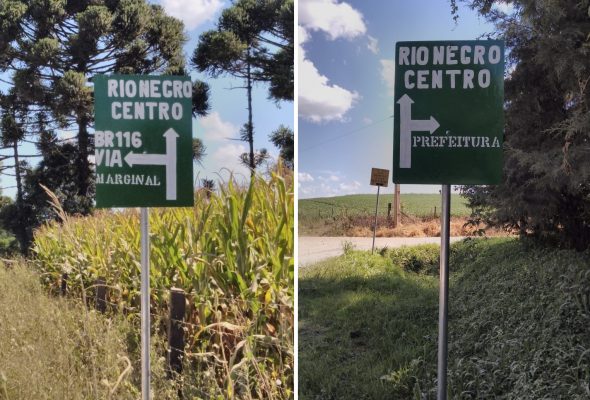 RIO NEGRO
CENTRO
BR116
VIA
MARGINAL
RIO NEGRO
CENTRO
PREFEITURA